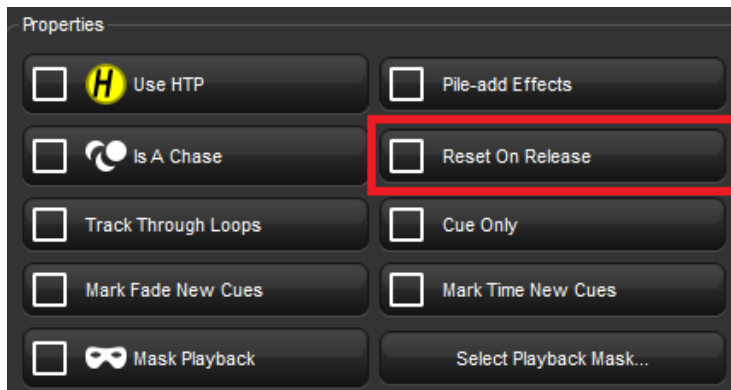 Properties
H Use HTP
Pile-add Effects
Is A Chase
Reset On Release
Track Through Loops
Cue Only
Mark Fade New Cues
Mark Time New Cues
Mask Playback
Select Playback Mask...